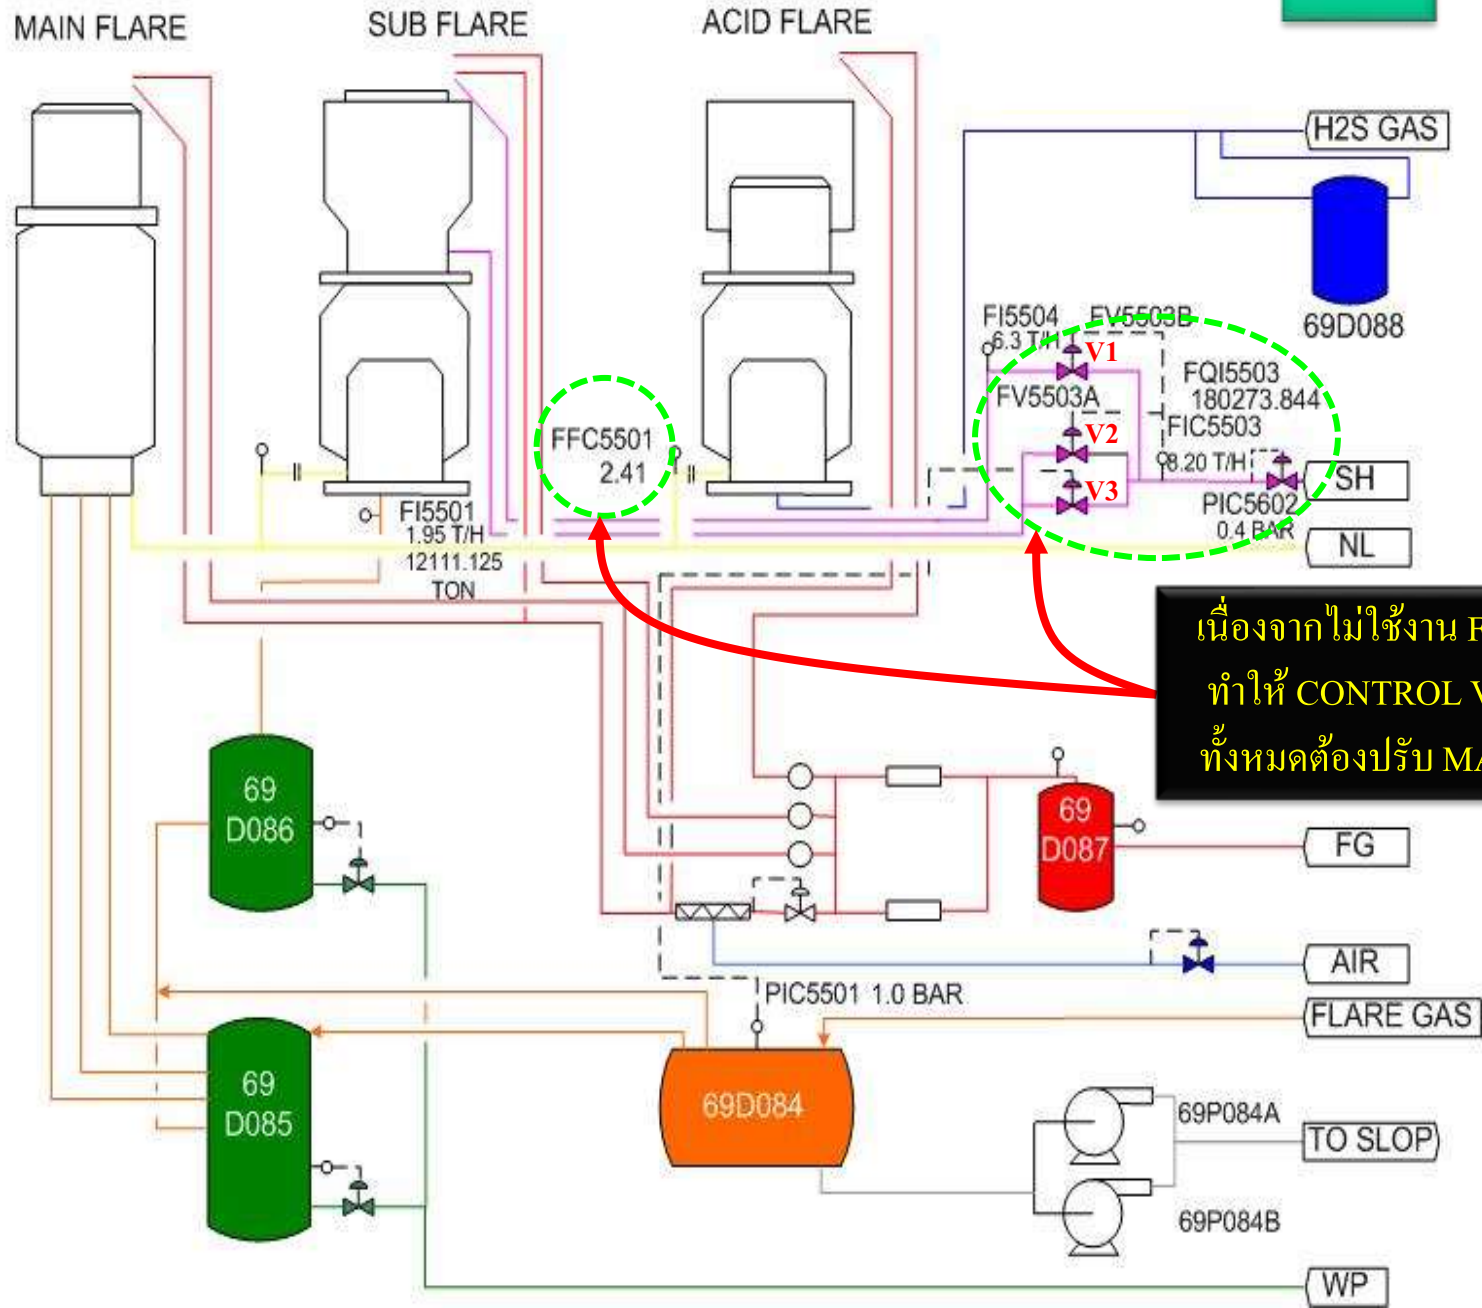 MAIN FLARE
SUB FLARE
ACID FLARE
H2S GAS
69D088
FI5504
6.3 T/H
FV5503B
V1
FQI5503
180273.844
FV5503A
V2
FIC5503
8.20 T/H
V3
SH
PIC5602
0.4 BAR
NL
FFC5501
2.41
FI5501
1.95 T/H
12111.125
TON
เนื่องจากไม่ใช้งาน F
ทำให้ CONTROL V
ทั้งหมดต้องปรับ MA
69
D086
69
D087
FG
AIR
PIC5501 1.0 BAR
FLARE GAS
69
D085
69D084
69P084A
TO SLOP
69P084B
WP